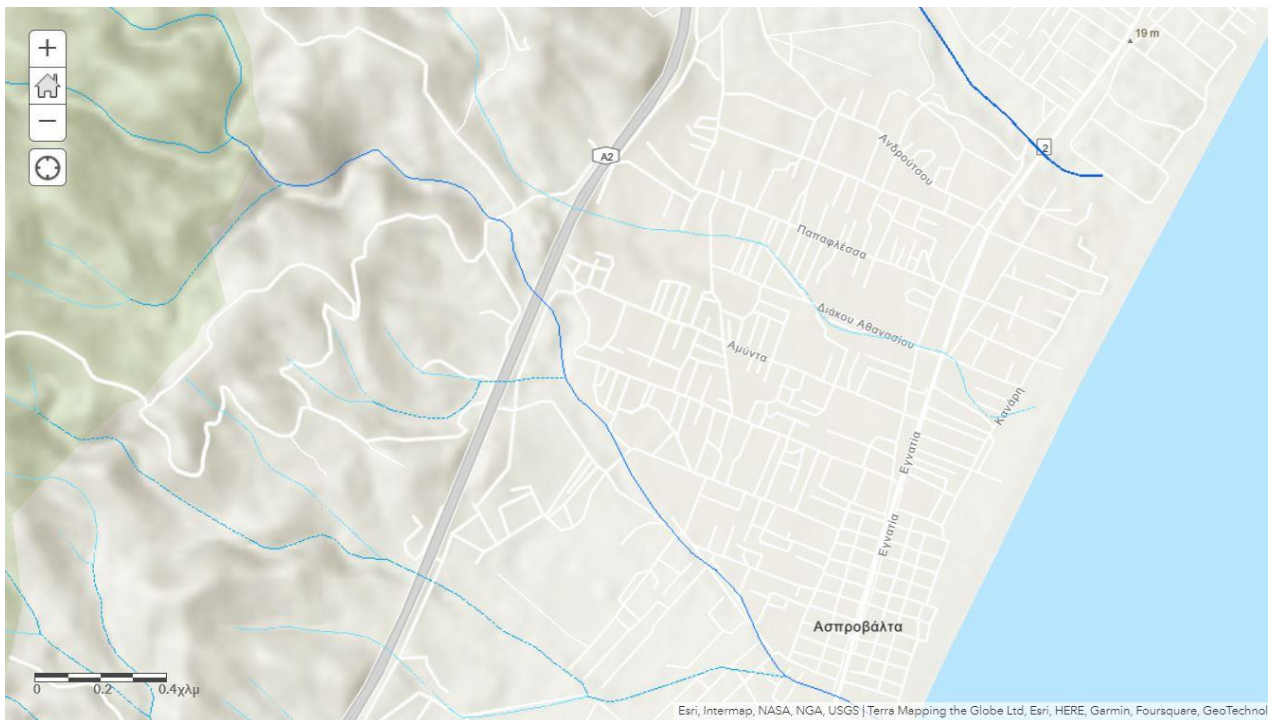 +
19 m
−
A2
2
Ανδρούτσου
Παπαφλέσσα
Διάκου Αθανασίου
Αμύντα
Κανάρη
Εγνατία
Εγνατία
Ασπροβάλτα
0 0.2 0.4χλμ
Esri, Intermap, NASA, NGA, USGS | Terra Mapping the Globe Ltd, Esri, HERE, Garmin, Foursquare, GeoTechnol